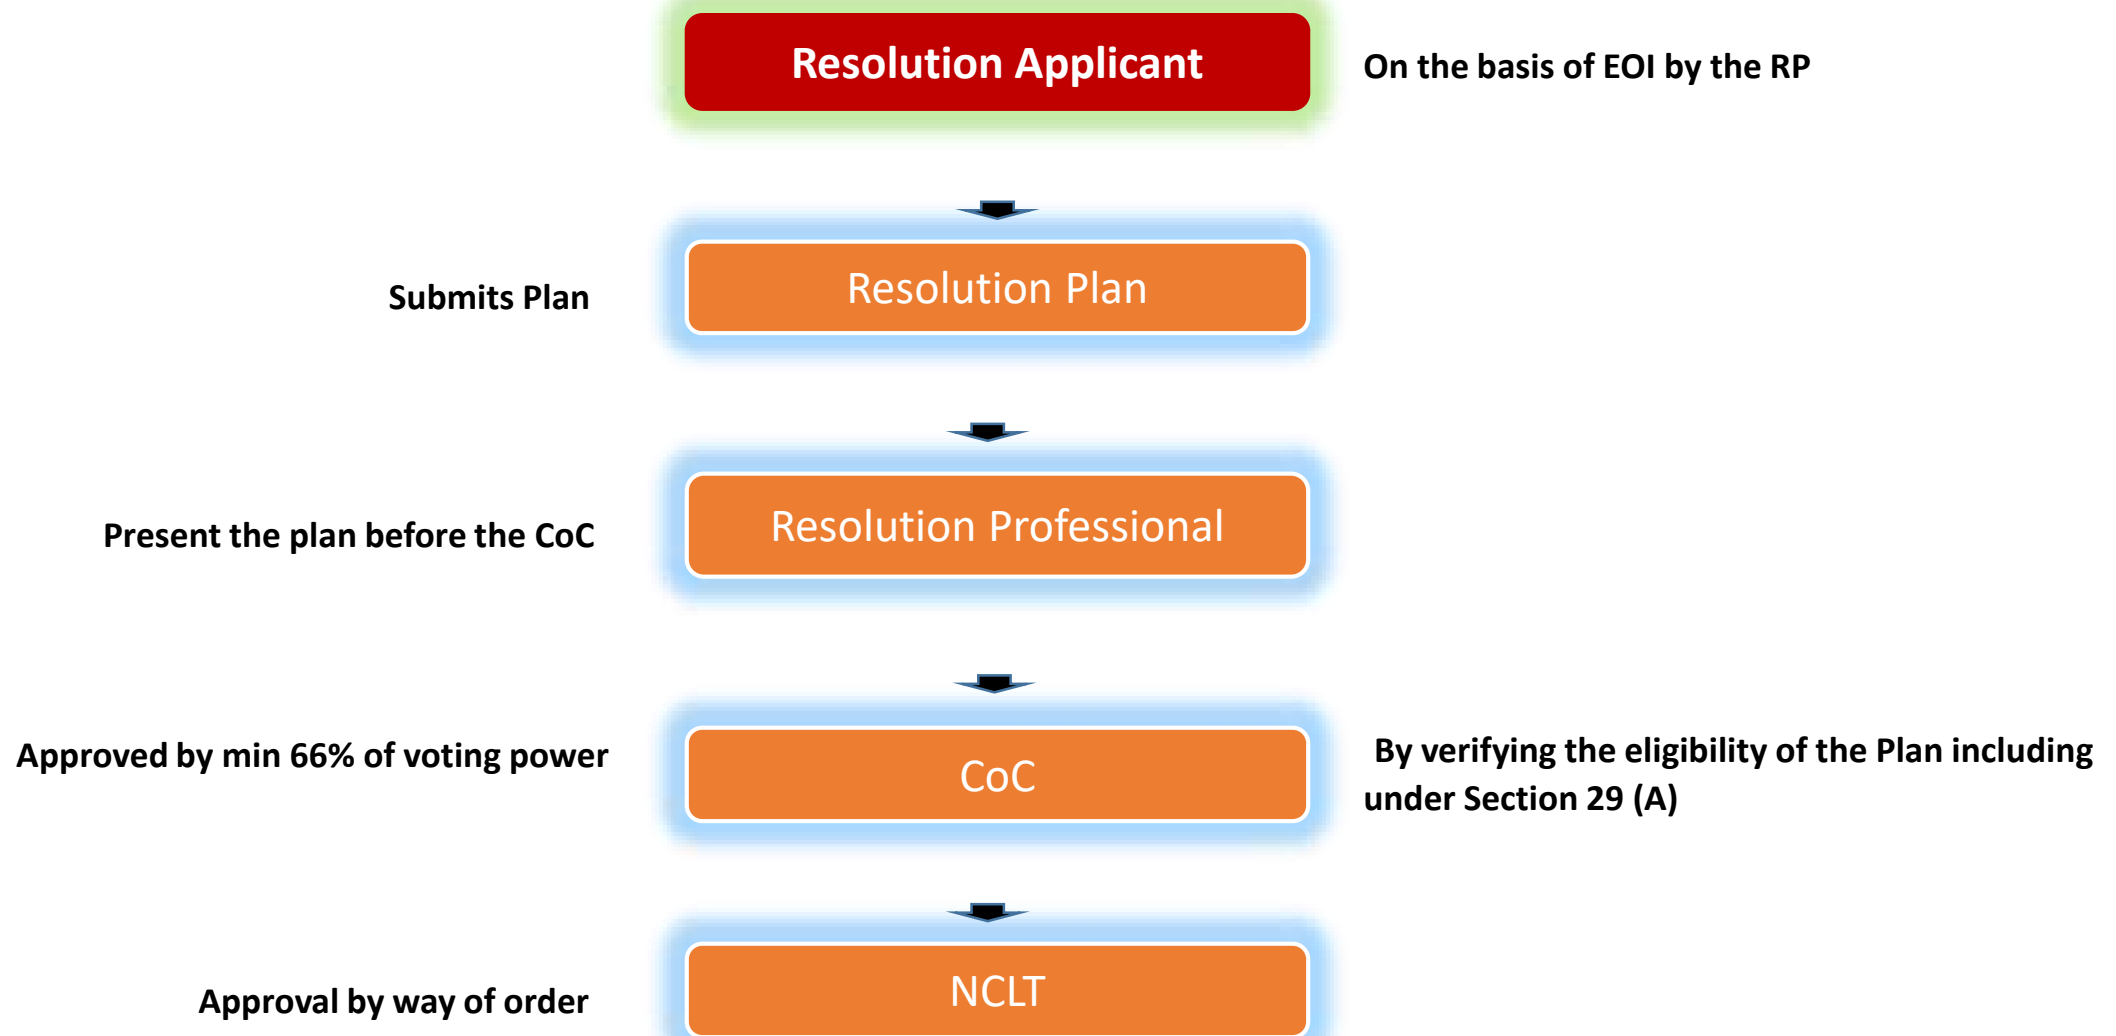 Resolution Applicant
On the basis of EOI by the RP
Submits Plan
Resolution Plan
Present the plan before the CoC
Resolution Professional
Approved by min 66% of voting power
CoC
By verifying the eligibility of the Plan including
under Section 29 (A)
Approval by way of order
NCLT